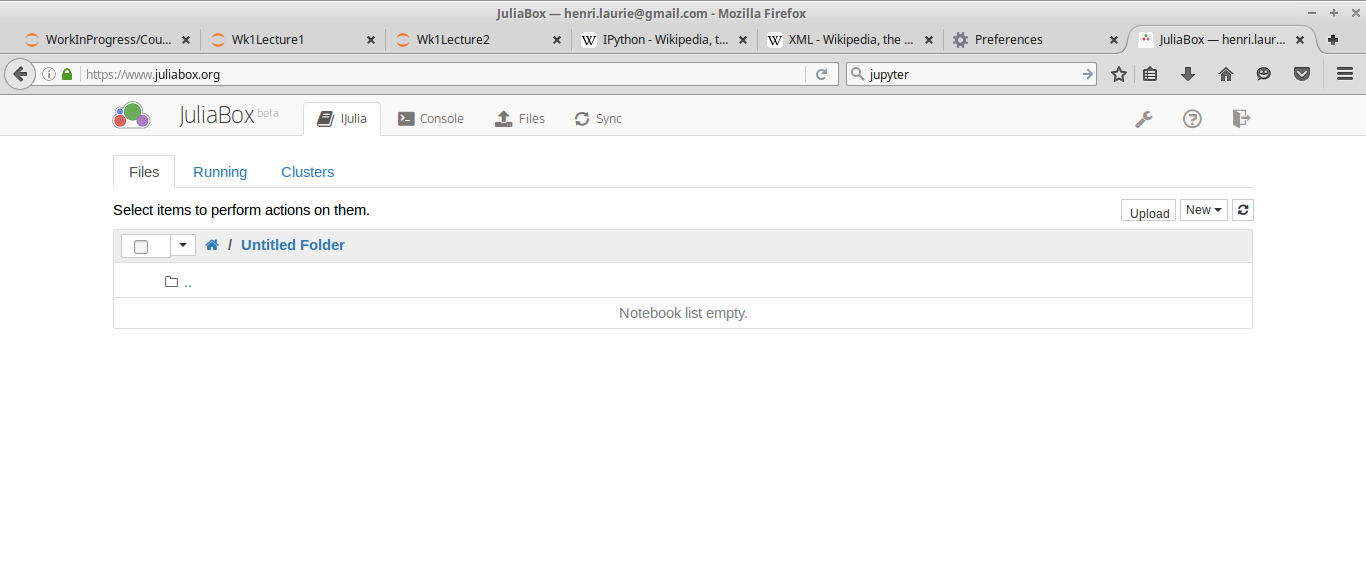 JuliaBox — henri.laurie@gmail.com - Mozilla Firefox
WorkInProgress/Cou... Wk1Lecture1 Wk1Lecture2 IPython - Wikipedia, t... XML - Wikipedia, the ... Preferences JuliaBox — henri.laur...
https://www.juliabox.org jupyter
JuliaBox beta IJulia Console Files Sync
Files Running Clusters
Select items to perform actions on them. Upload New
/ Untitled Folder
..
Notebook list empty.